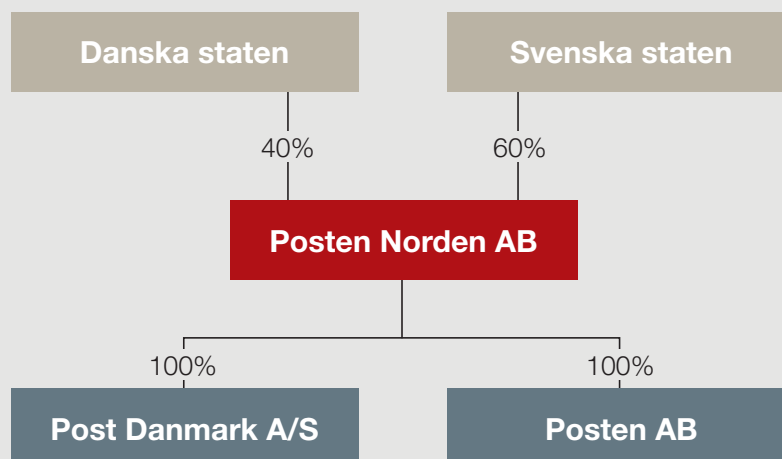 Danska staten
Svenska staten
40%
60%
Posten Norden AB
100%
100%
Post Danmark A/S
Posten AB